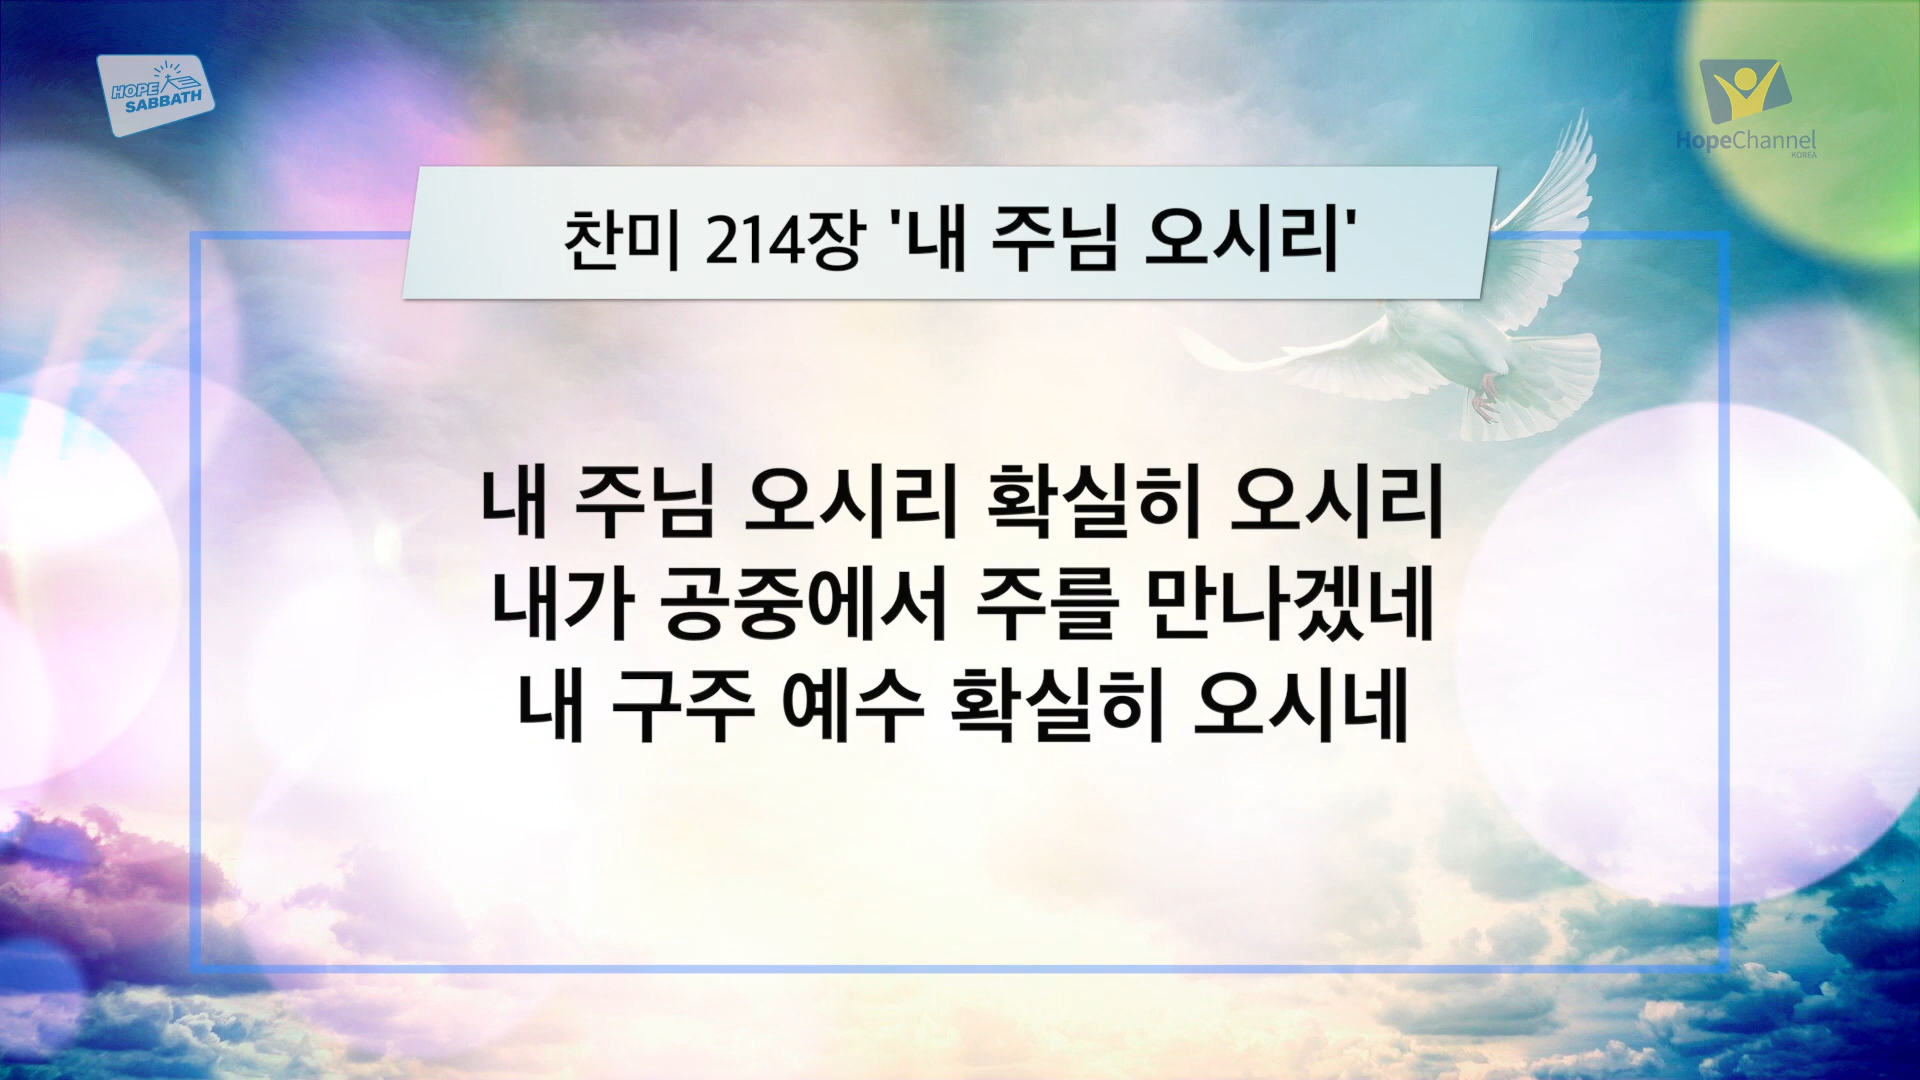 HOPE
SABBATH
HopeChannel
KOREA
찬미 214장 '내 주님 오시리'
내 주님 오시리 확실히 오시리
내가 공중에서 주를 만나겠네
내 구주 예수 확실히 오시네